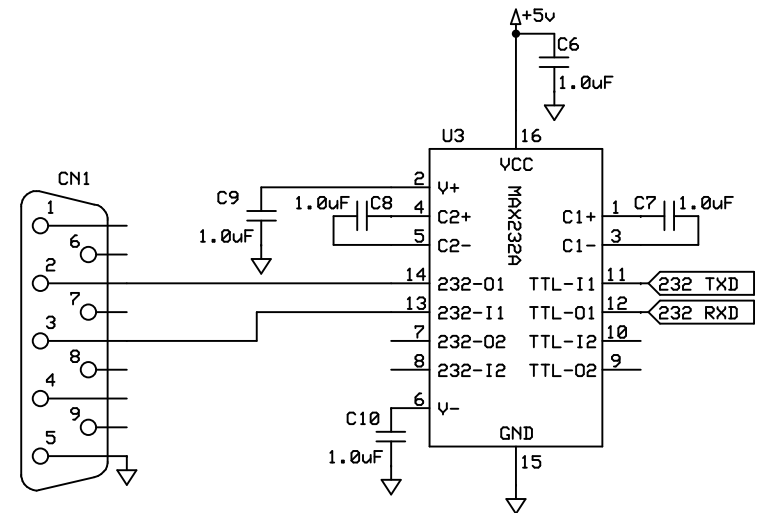 +5v
C6
1.0uF
U3
16
VCC
CN1
2
V+
MAX232A
C9
1.0uF
1.0uF
C8
4
C2+
C1+
1
C7
1.0uF
5
C2-
C1-
3
1
6
2
7
3
8
4
9
5
14
232-O1
TTL-I1
11
232 TXD
13
232-I1
TTL-O1
12
232 RXD
7
232-O2
TTL-I2
10
8
232-I2
TTL-O2
9
6
V-
C10
1.0uF
GND
15